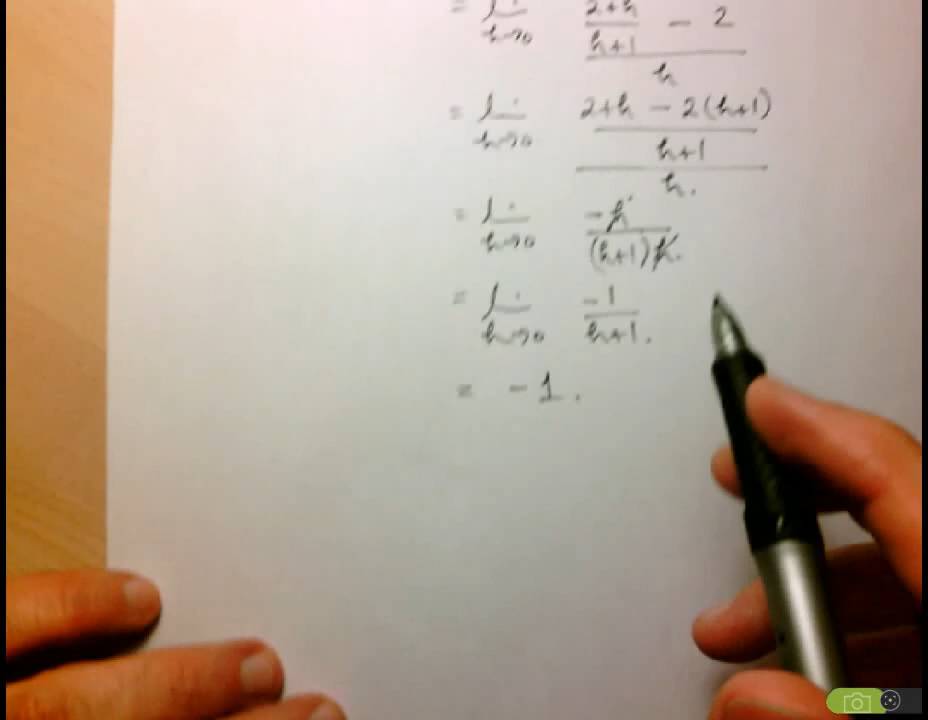 = lim h→0 (2+h)/(h+1) - 2 / h
= lim h→0 (2+h - 2(h+1))/(h+1) / h.
= lim h→0 -h/((h+1)h).
= lim h→0 -1/(h+1).
= -1.